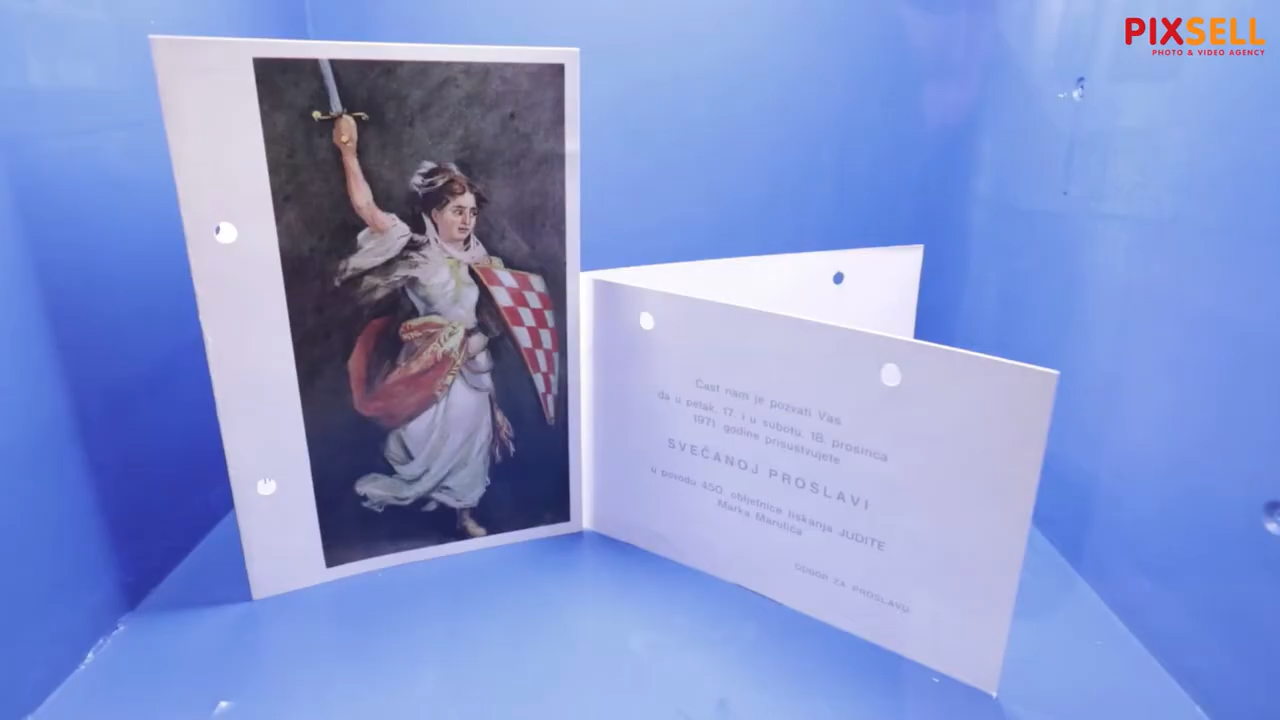 PIXSELL
PHOTO & VIDEO AGENCY
Čast nam je pozvati Vas
da u petak, 17. i u subotu, 18. prosinca
1971. godine prisustvujete
SVEČANOJ PROSLAVI
u povodu 450. obljetnice tiskanja JUDITE
Marka Marulića
ODBOR ZA PROSLAVU